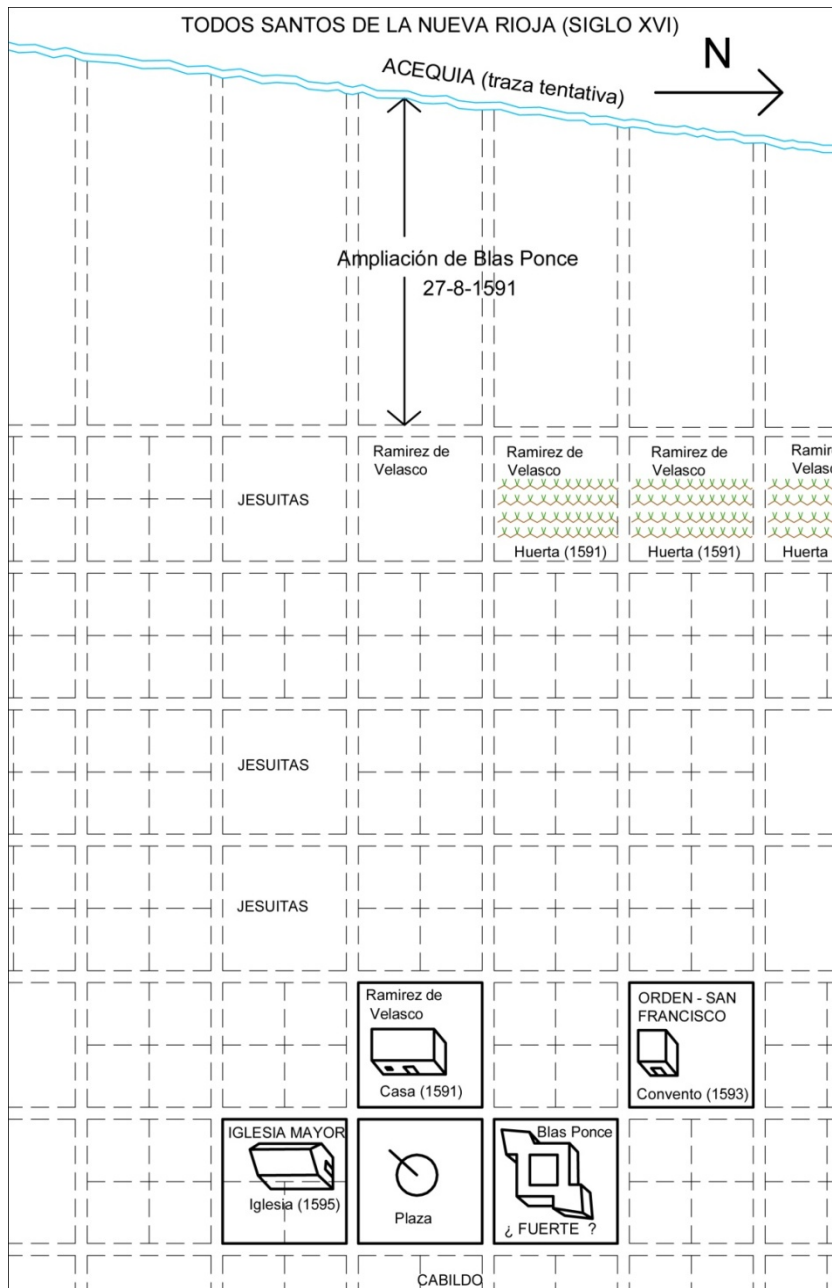 TODOS SANTOS DE LA NUEVA RIOJA (SIGLO XVI)
ACEQUIA (traza tentativa)
N
Ampliación de Blas Ponce
27-8-1591
Ramirez de
Velasco
Ramirez de
Velasco
Ramirez de
Velasco
Ramire
Velasc
JESUITAS
Huerta (1591)
Huerta (1591)
Huerta
JESUITAS
JESUITAS
Ramirez de
Velasco
Casa (1591)
ORDEN - SAN
FRANCISCO
Convento (1593)
IGLESIA MAYOR
Iglesia (1595)
Plaza
Blas Ponce
¿ FUERTE ?
CABILDO